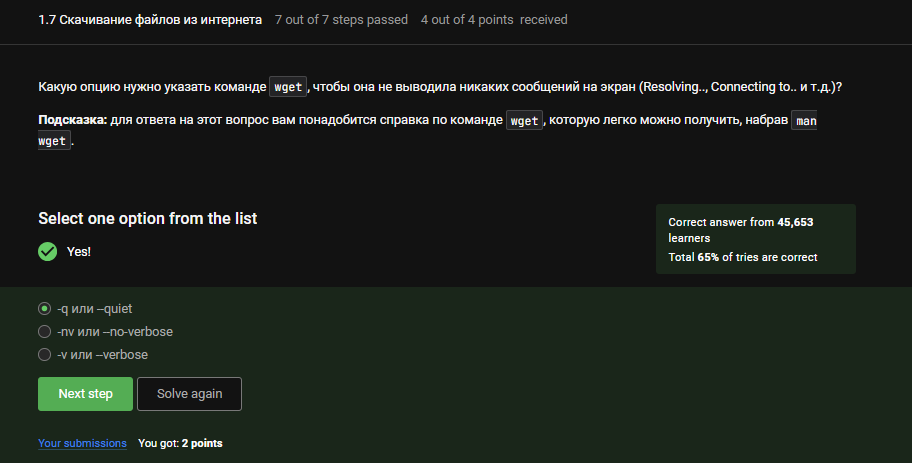 1.7 Скачивание файлов из интернета 7 out of 7 steps passed 4 out of 4 points received
Какую опцию нужно указать команде wget, чтобы она не выводила никаких сообщений на экран (Resolving.., Connecting to.. и т.д.)?
Подсказка: для ответа на этот вопрос вам понадобится справка по команде wget, которую легко можно получить, набрав man
wget.
Select one option from the list
Yes!
Correct answer from 45,653
learners
Total 65% of tries are correct
-q или --quiet
-nv или --no-verbose
-v или --verbose
Next step Solve again
Your submissions You got: 2 points